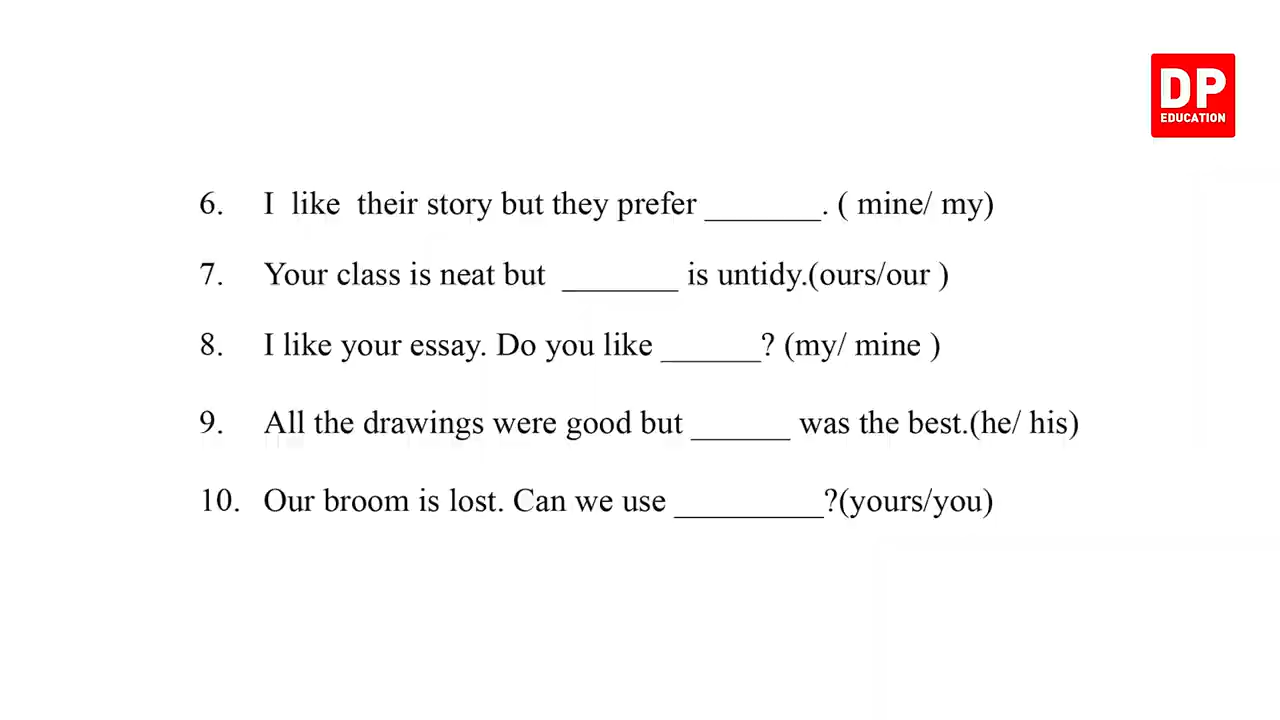 DP
EDUCATION
6. I like their story but they prefer _______. ( mine/ my)
7. Your class is neat but _______ is untidy.(ours/our )
8. I like your essay. Do you like ______? (my/ mine )
9. All the drawings were good but ______ was the best.(he/ his)
10. Our broom is lost. Can we use _________?(yours/you)